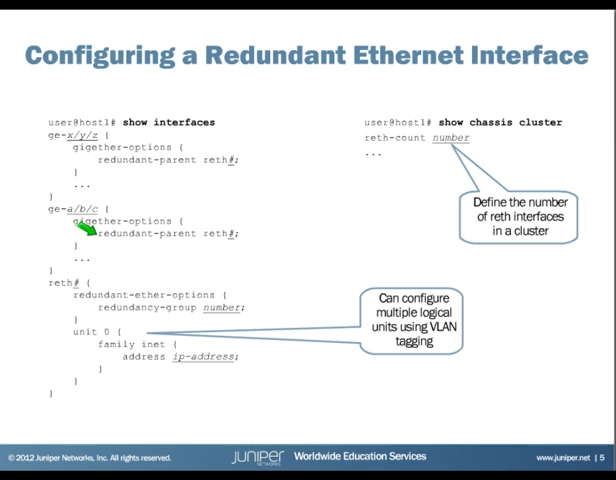 Configuring a Redundant Ethernet Interface
user@host1# show interfaces
ge-x/y/z {
gigether-options {
redundant-parent reth#;
}
...
}
ge-a/b/c {
gigether-options {
redundant-parent reth#;
}
...
}
reth# {
redundant-ether-options {
redundancy-group number;
}
unit 0 {
family inet {
address ip-address;
}
}
}
user@host1# show chassis cluster
reth-count number
...
Define the number
of reth interfaces
in a cluster
Can configure
multiple logical
units using VLAN
tagging
© 2012 Juniper Networks, Inc. All rights reserved.
JUNIPER
NETWORKS
Worldwide Education Services
www.juniper.net | 5